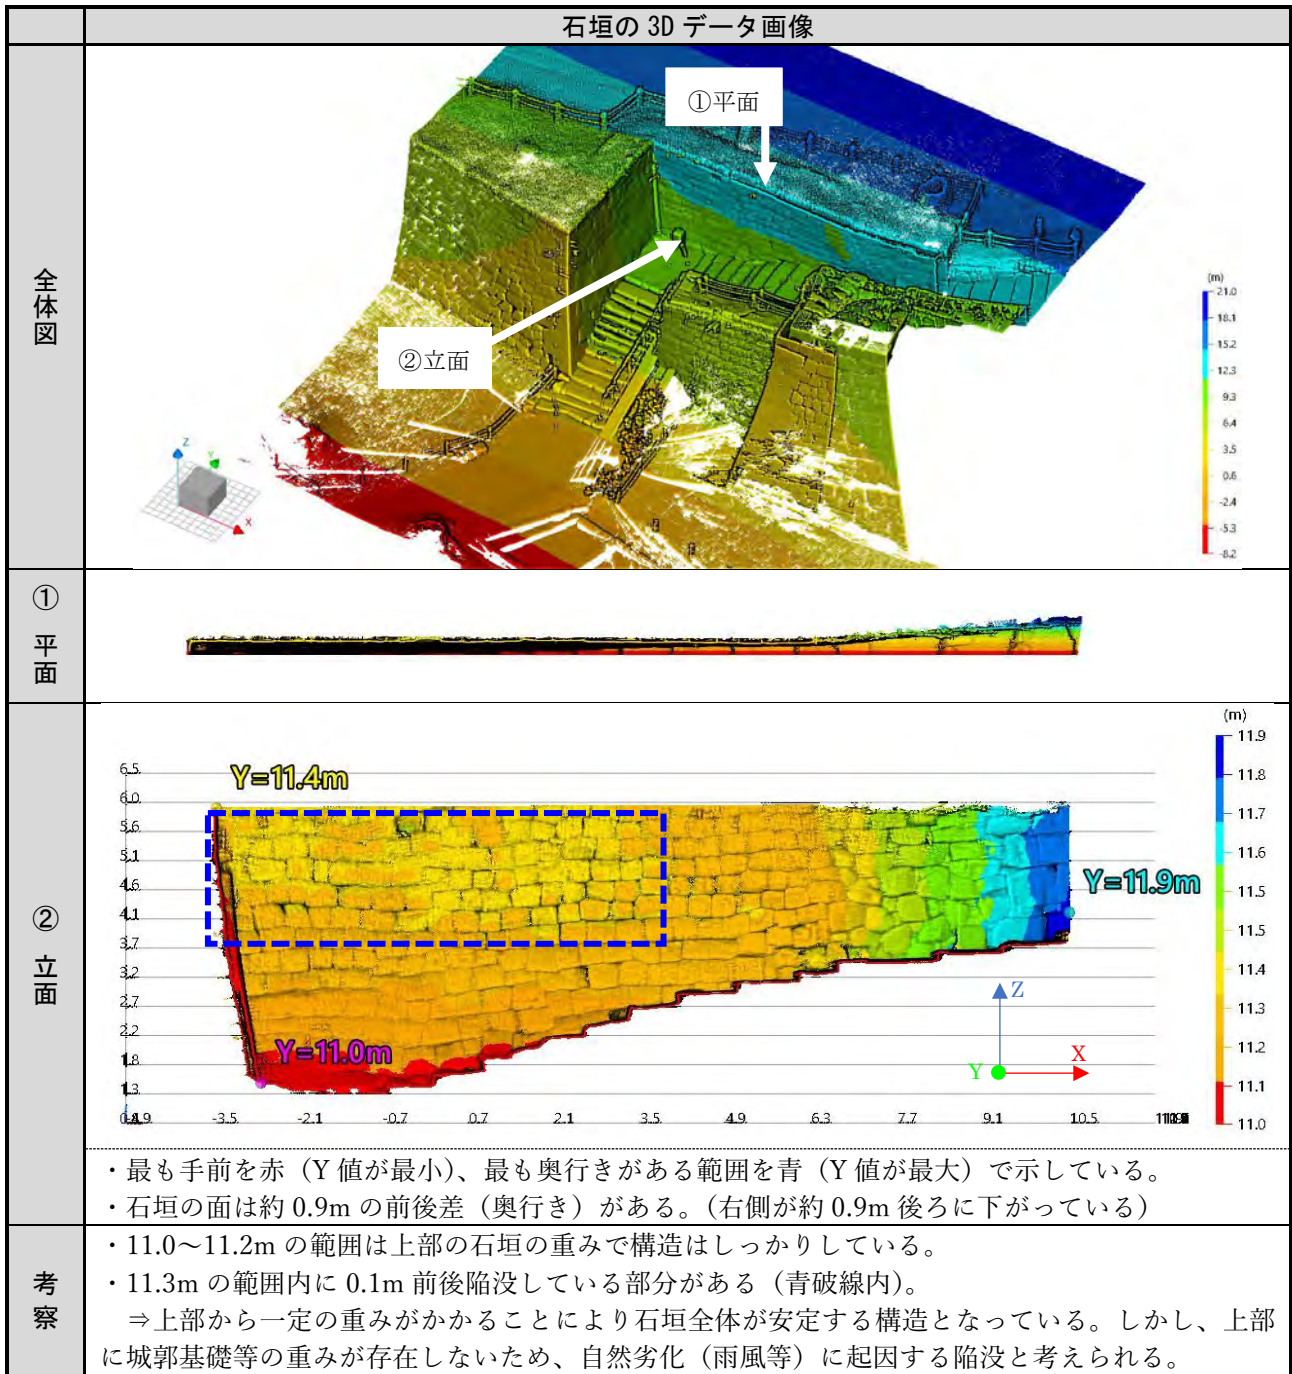 石垣の 3D データ画像
全体図
①平面
②立面
(m)
21.0
18.1
15.2
12.3
9.3
6.4
3.5
0.6
-2.4
-5.3
-8.2
Z
Y
X
①
平面
②
立面
(m)
11.9
11.8
11.7
11.6
11.5
11.5
11.4
11.3
11.2
11.1
11.0
6.5
6.0
5.6
5.1
4.6
4.1
3.7
3.2
2.7
2.2
1.8
1.3
Y=11.4m
Y=11.9m
Y=11.0m
Z
Y
X
-3.5
-2.1
-0.7
0.7
2.1
3.5
4.9
6.3
7.7
9.1
10.5
・最も手前を赤（Y 値が最小）、最も奥行きがある範囲を青（Y 値が最大）で示している。
・石垣の面は約 0.9m の前後差（奥行き）がある。（右側が約 0.9m 後ろに下がっている）
考察
・11.0～11.2m の範囲は上部の石垣の重みで構造はしっかりしている。
・11.3m の範囲内に 0.1m 前後陥没している部分がある（青破線内）。
⇒上部から一定の重みがかかることにより石垣全体が安定する構造となっている。しかし、上部
に城郭基礎等の重みが存在しないため、自然劣化（雨風等）に起因する陥没と考えられる。